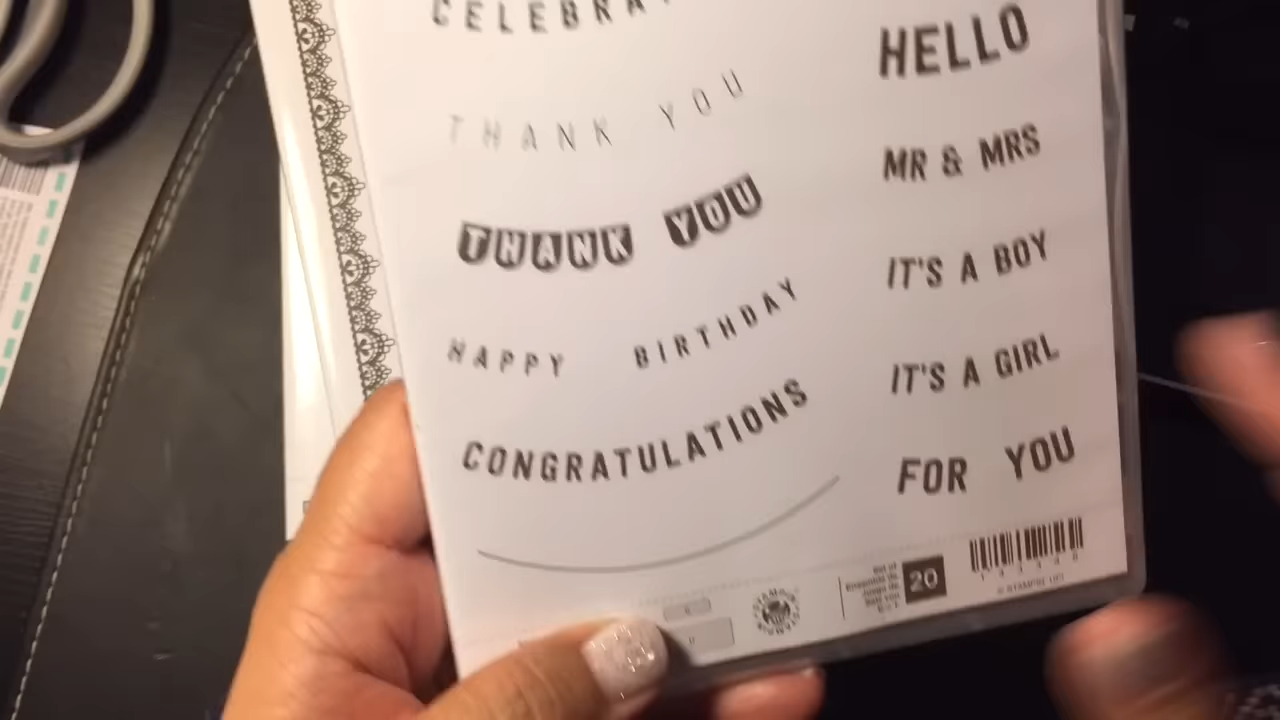 THANK YOU
THANK YOU
HAPPY BIRTHDAY
CONGRATULATIONS
HELLO
MR & MRS
IT'S A BOY
IT'S A GIRL
FOR YOU
20